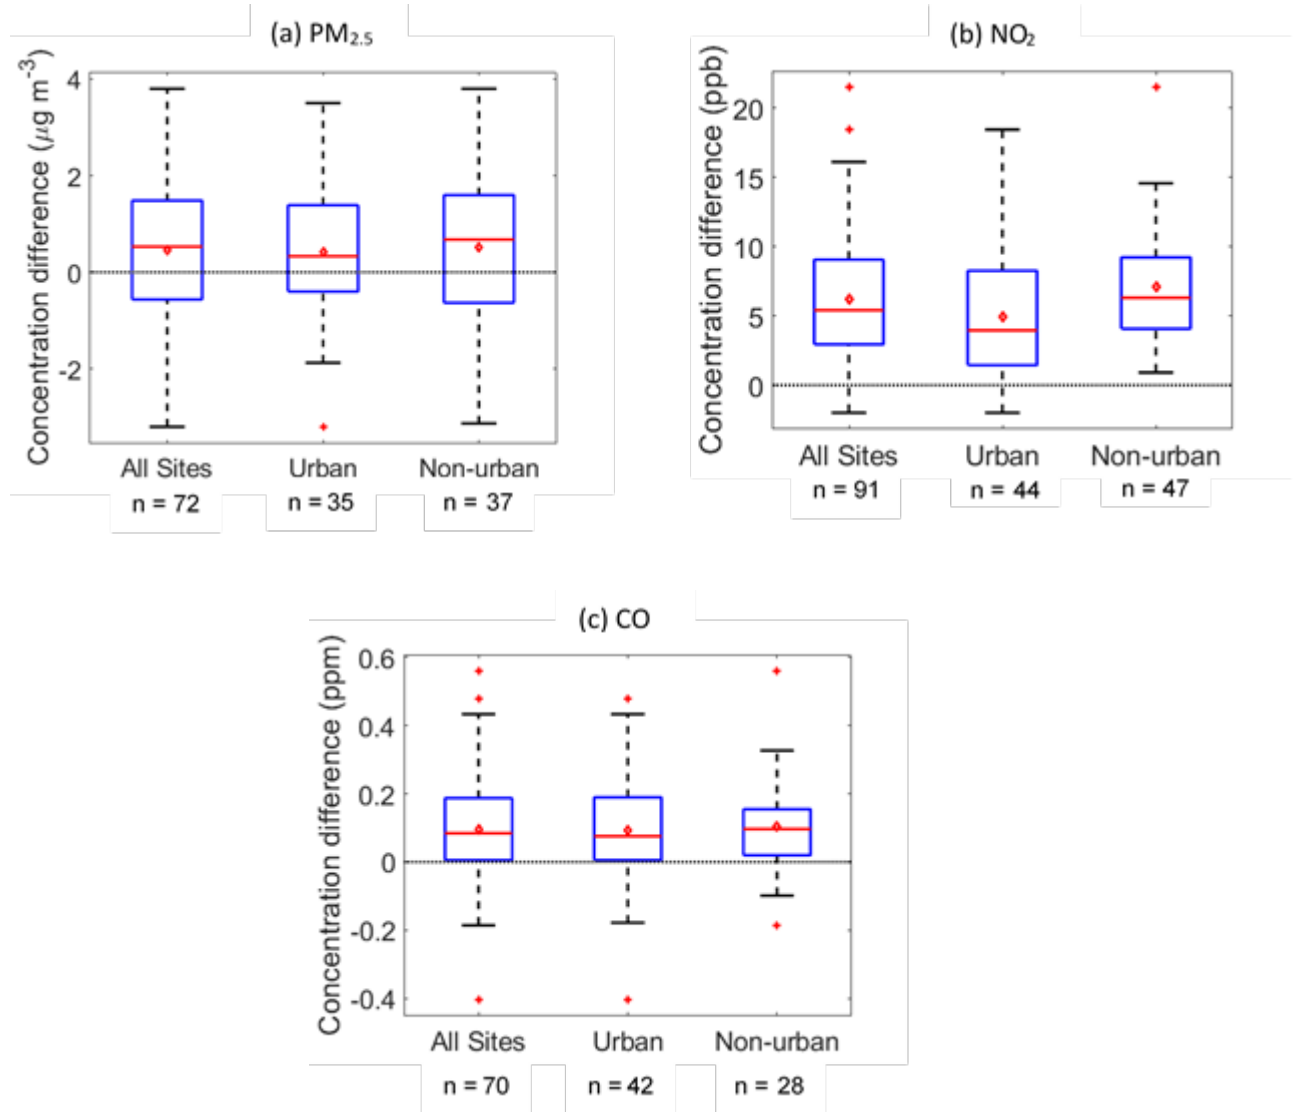 (a) PM₂.₅
Concentration difference (μg m⁻³)
4
2
0
-2
All Sites Urban Non-urban
n = 72 n = 35 n = 37
(b) NO₂
Concentration difference (ppb)
20
15
10
5
0
All Sites Urban Non-urban
n = 91 n = 44 n = 47
(c) CO
Concentration difference (ppm)
0.6
0.4
0.2
0
-0.2
-0.4
All Sites Urban Non-urban
n = 70 n = 42 n = 28